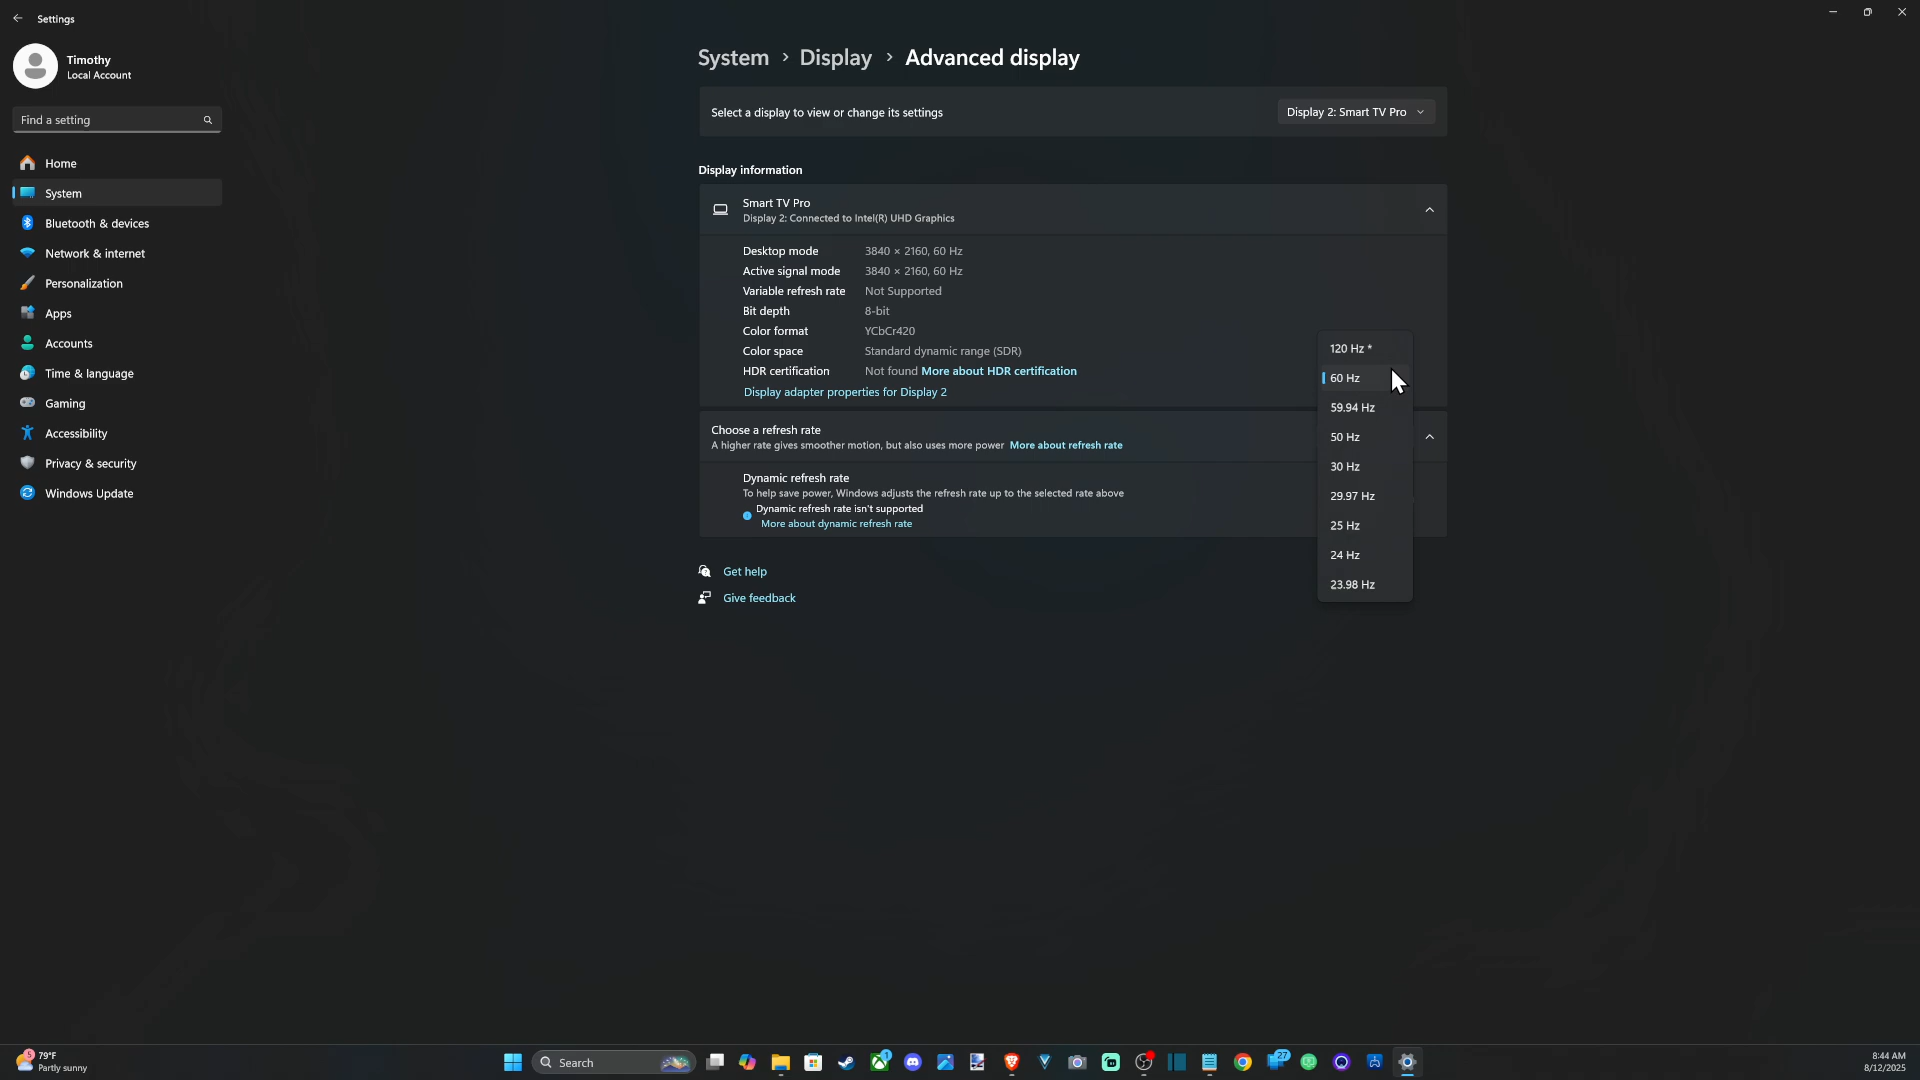 Settings
Timothy
Local Account
Find a setting
Home
System
Bluetooth & devices
Network & internet
Personalization
Apps
Accounts
Time & language
Gaming
Accessibility
Privacy & security
Windows Update
System > Display > Advanced display
Select a display to view or change its settings
Display 2: Smart TV Pro
Display information
Smart TV Pro
Display 2: Connected to Intel(R) UHD Graphics
Desktop mode 3840 × 2160, 60 Hz
Active signal mode 3840 × 2160, 60 Hz
Variable refresh rate Not Supported
Bit depth 8-bit
Color format YCbCr420
Color space Standard dynamic range (SDR)
HDR certification Not found More about HDR certification
Display adapter properties for Display 2
Choose a refresh rate
A higher rate gives smoother motion, but also uses more power More about refresh rate
Dynamic refresh rate
To help save power, Windows adjusts the refresh rate up to the selected rate above
Dynamic refresh rate isn't supported
More about dynamic refresh rate
120 Hz *
60 Hz
59.94 Hz
50 Hz
30 Hz
29.97 Hz
25 Hz
24 Hz
23.98 Hz
Get help
Give feedback
5
79°F
Partly sunny
Search
1
27
8:44 AM
8/12/2025